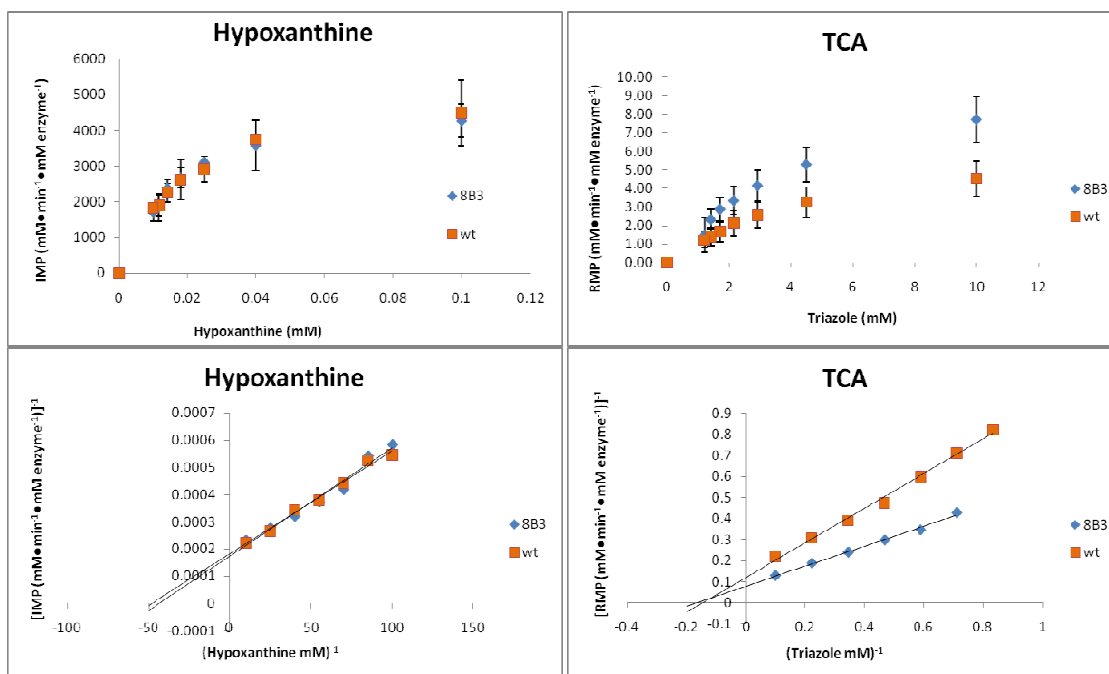 Hypoxanthine
IMP (mM●min-1●mM enzyme-1)
6000
5000
4000
3000
2000
1000
0
0 0.02 0.04 0.06 0.08 0.1 0.12
Hypoxanthine (mM)
8B3
wt
TCA
RMP (mM●min-1●mM enzyme-1)
10.00
9.00
8.00
7.00
6.00
5.00
4.00
3.00
2.00
1.00
0.00
0 2 4 6 8 10 12
Triazole (mM)
8B3
wt
Hypoxanthine
[IMP (mM●min-1●mM enzyme-1)]-1
0.0007
0.0006
0.0005
0.0004
0.0003
0.0002
0.0001
0
-0.0001
-100 -50 0 50 100 150
(Hypoxanthine mM)-1
8B3
wt
TCA
[RMP (mM●min-1●mM enzyme-1)]-1
0.9
0.8
0.7
0.6
0.5
0.4
0.3
0.2
0.1
0
-0.1
-0.4 -0.2 0 0.2 0.4 0.6 0.8 1
(Triazole mM)-1
8B3
wt